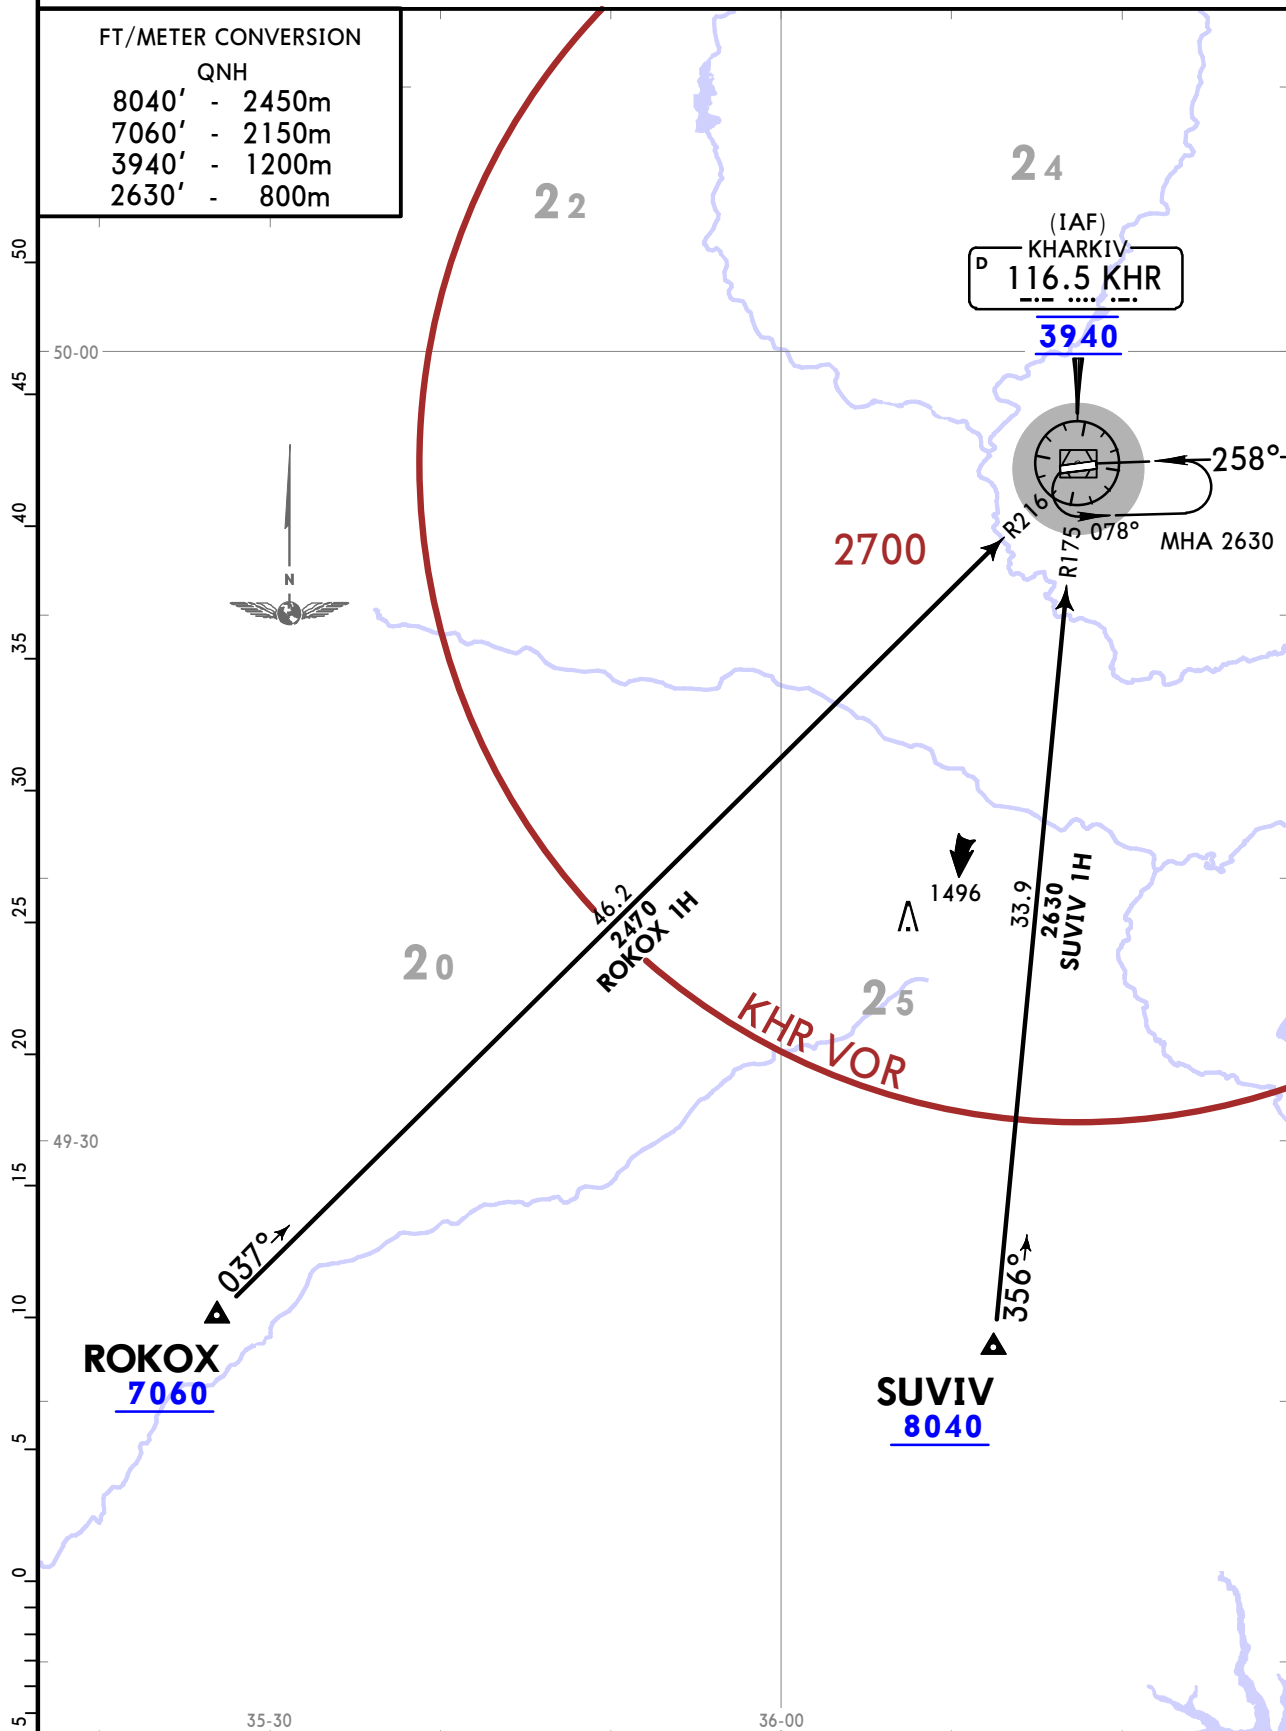 FT/METER CONVERSION
QNH
8040' - 2450m
7060' - 2150m
3940' - 1200m
2630' - 800m
22
24
(IAF)
KHARKIV
D 116.5 KHR
3940
50
50-00
45
258°
R216
40
R175
078°
MHA 2630
2700
N
35
30
1496
46.2
2470
ROKOX 1H
33.9
2630
SUVIV 1H
25
20
25
KHR VOR
20
49-30
15
037°
356°
10
ROKOX
7060
SUVIV
8040
5
0
5
35-30
36-00